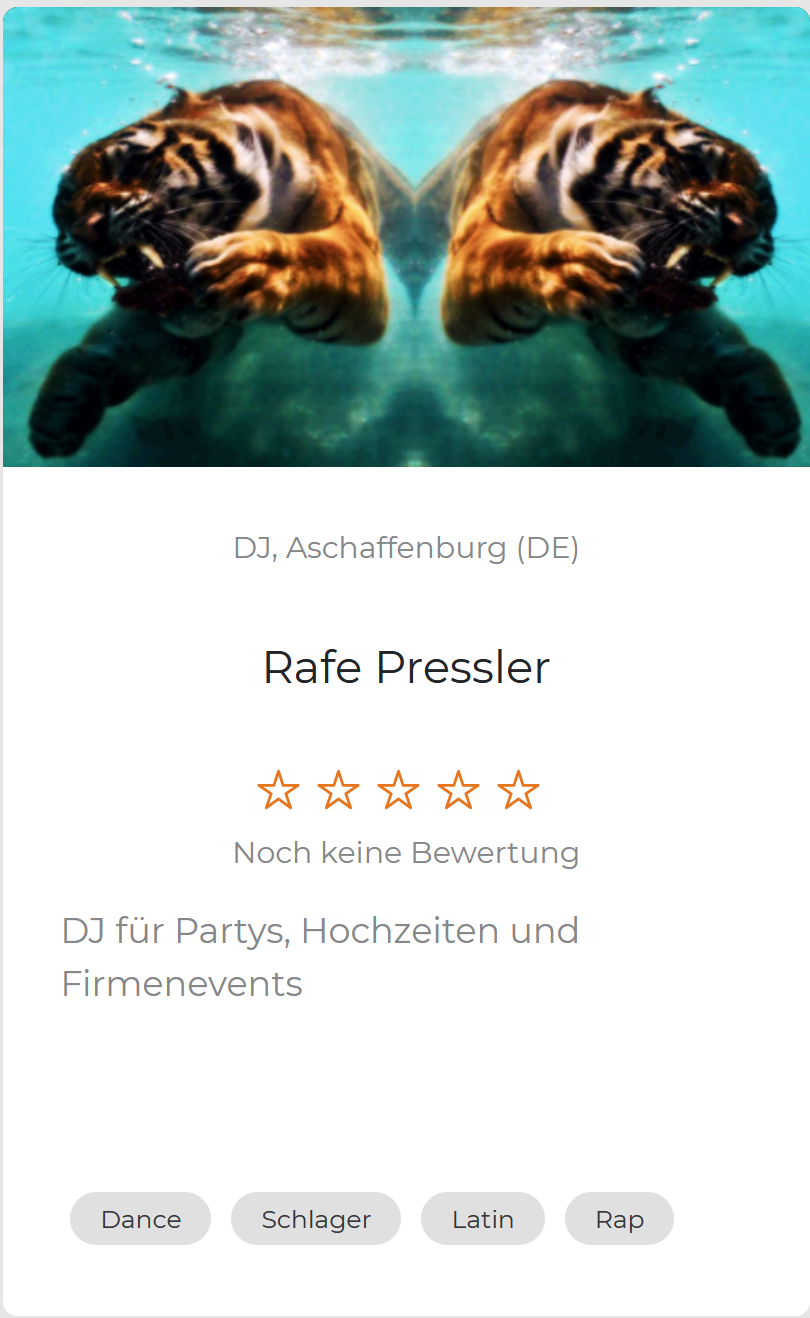 DJ, Aschaffenburg (DE)
Rafe Pressler
Noch keine Bewertung
DJ für Partys, Hochzeiten und
Firmenevents
Dance Schlager Latin Rap